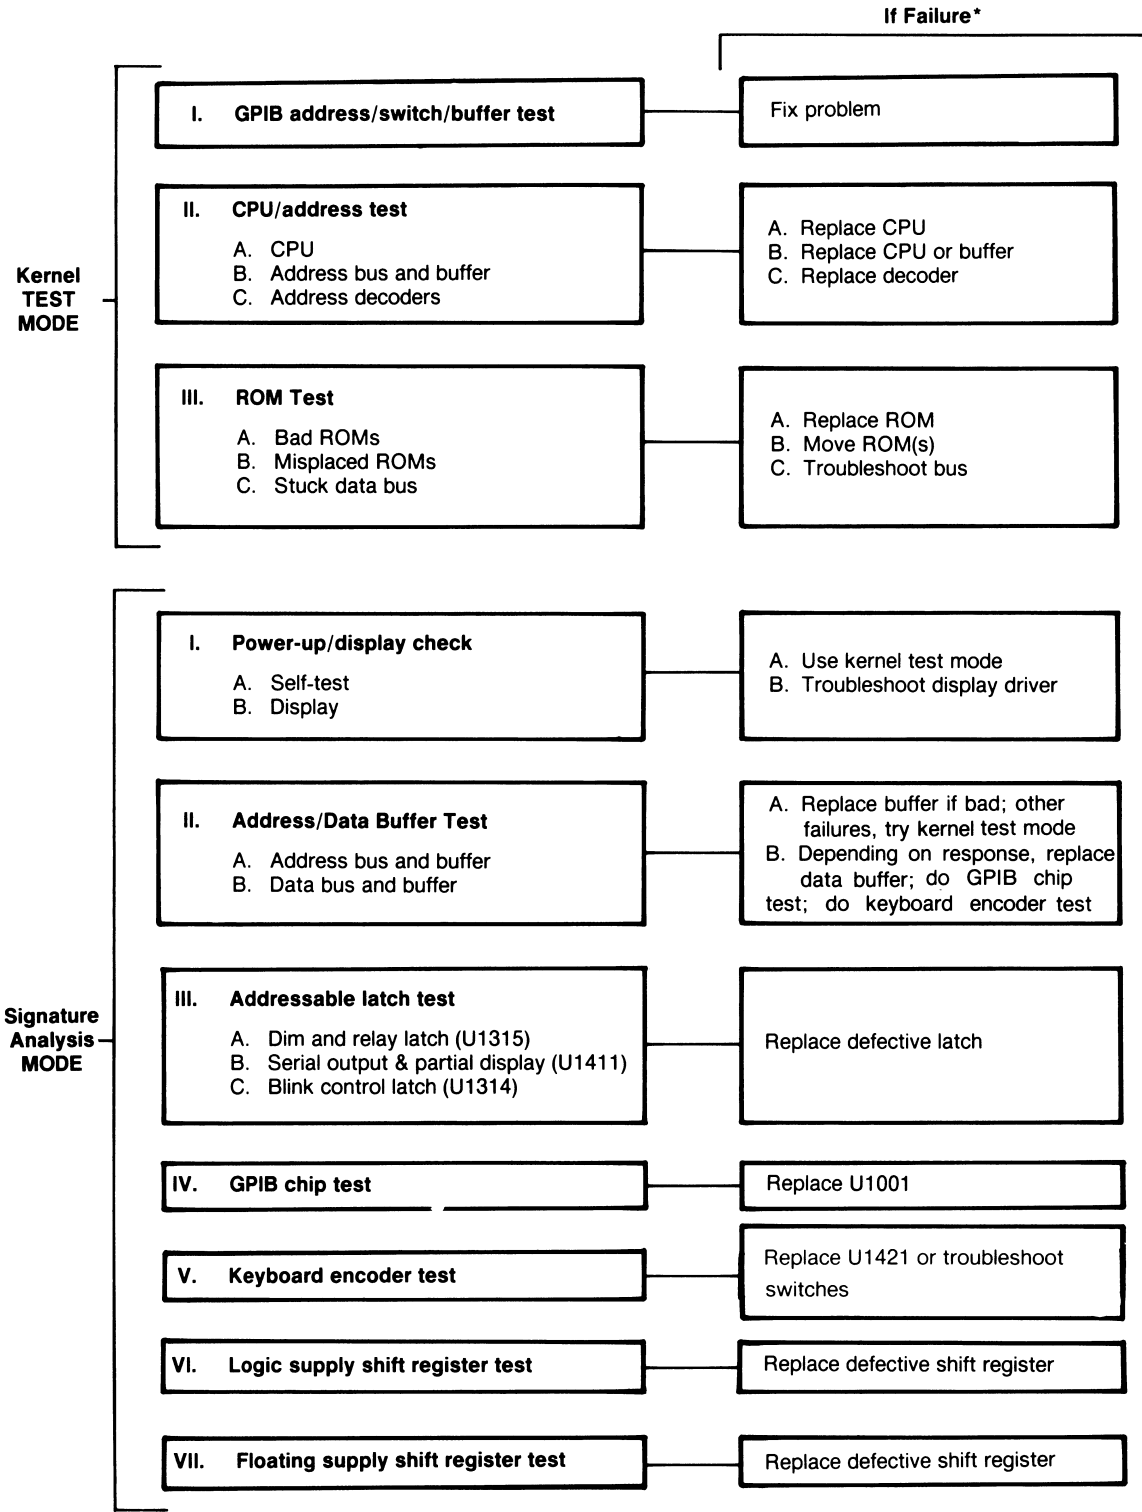 If Failure*
Kernel
TEST
MODE
I. GPIB address/switch/buffer test
Fix problem
II. CPU/address test
A. CPU
B. Address bus and buffer
C. Address decoders
A. Replace CPU
B. Replace CPU or buffer
C. Replace decoder
III. ROM Test
A. Bad ROMs
B. Misplaced ROMs
C. Stuck data bus
A. Replace ROM
B. Move ROM(s)
C. Troubleshoot bus
Signature
Analysis
MODE
I. Power-up/display check
A. Self-test
B. Display
A. Use kernel test mode
B. Troubleshoot display driver
II. Address/Data Buffer Test
A. Address bus and buffer
B. Data bus and buffer
A. Replace buffer if bad; other
failures, try kernel test mode
B. Depending on response, replace
data buffer; do GPIB chip
test; do keyboard encoder test
III. Addressable latch test
A. Dim and relay latch (U1315)
B. Serial output & partial display (U1411)
C. Blink control latch (U1314)
Replace defective latch
IV. GPIB chip test
Replace U1001
V. Keyboard encoder test
Replace U1421 or troubleshoot
switches
VI. Logic supply shift register test
Replace defective shift register
VII. Floating supply shift register test
Replace defective shift register